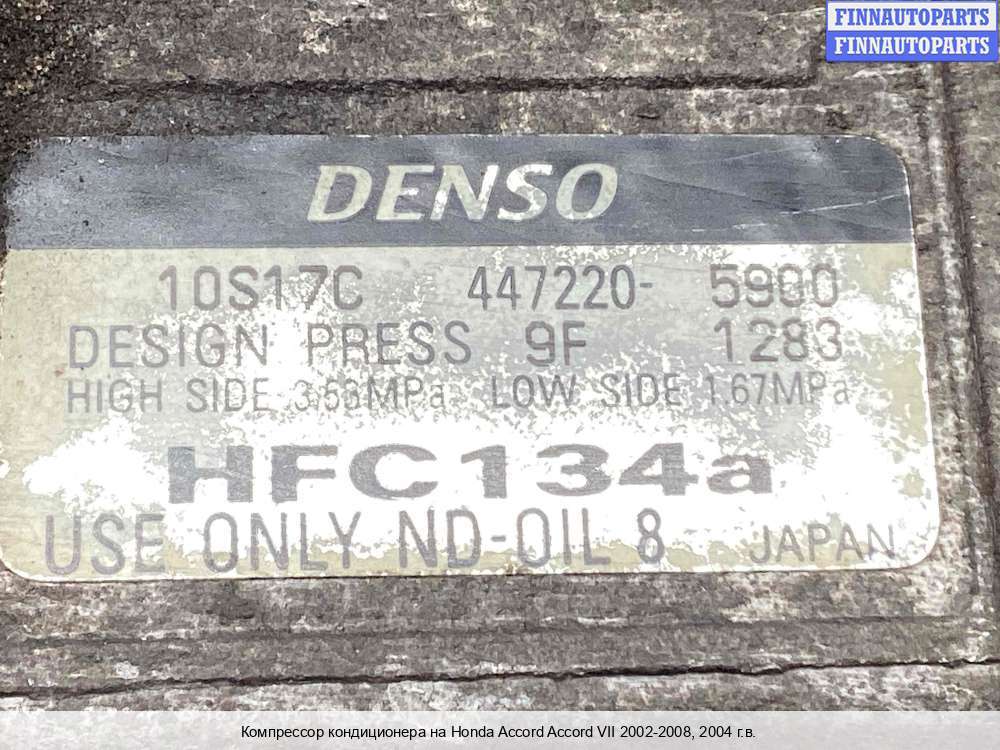 FINNAUTOPARTS
FINNAUTOPARTS
DENSO
10S17C 447220- 5900
DESIGN PRESS 9F 1283
HIGH SIDE 3.53MPa LOW SIDE 1.67MPa
HFC134a
USE ONLY ND-OIL 8 JAPAN
Компрессор кондиционера на Honda Accord Accord VII 2002-2008, 2004 г.в.